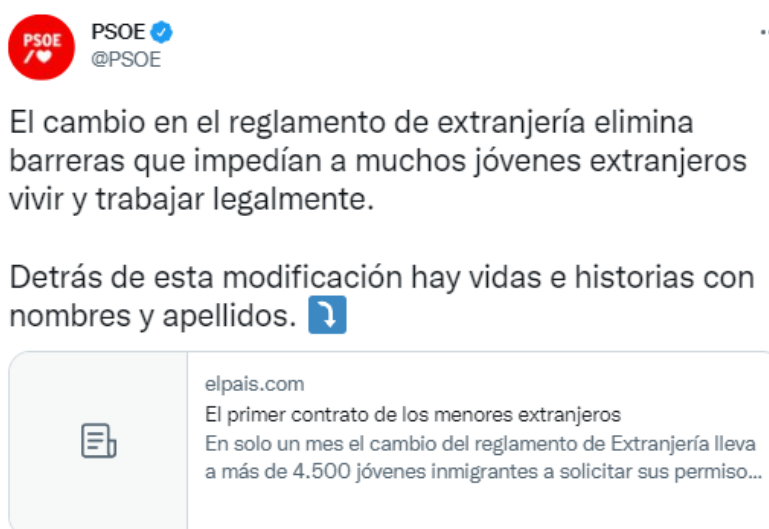 PSOE
PSOE
@PSOE
El cambio en el reglamento de extranjería elimina
barreras que impedían a muchos jóvenes extranjeros
vivir y trabajar legalmente.
Detrás de esta modificación hay vidas e historias con
nombres y apellidos. ⤵️
elpais.com
El primer contrato de los menores extranjeros
En solo un mes el cambio del reglamento de Extranjería lleva
a más de 4.500 jóvenes inmigrantes a solicitar sus permiso...